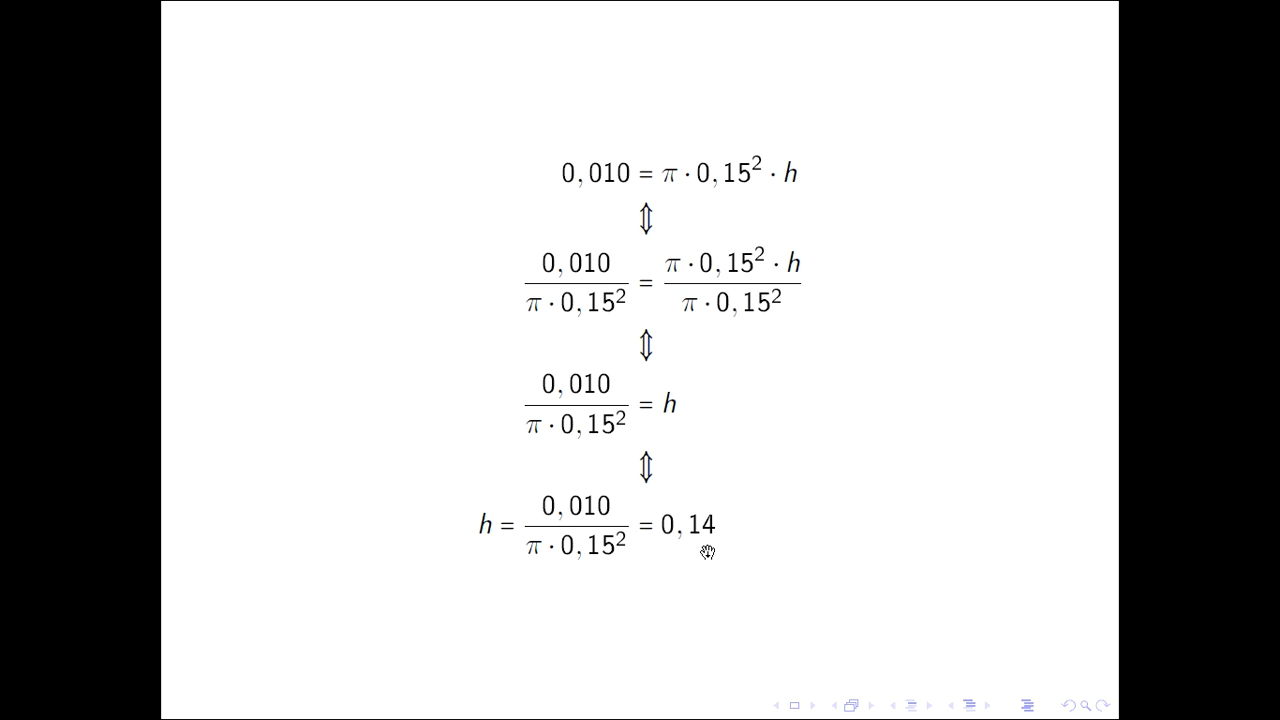 0,010 = π · 0,15² · h
⇕
0,010 / π · 0,15² = π · 0,15² · h / π · 0,15²
⇕
0,010 / π · 0,15² = h
⇕
h = 0,010 / π · 0,15² = 0,14